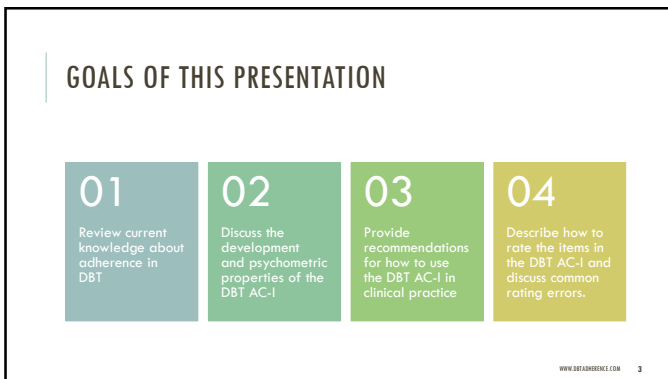 GOALS OF THIS PRESENTATION
01
Review current
knowledge about
adherence in
DBT
02
Discuss the
development
and psychometric
properties of the
DBT AC-I
03
Provide
recommendations
for how to use
the DBT AC-I in
clinical practice
04
Describe how to
rate the items in
the DBT AC-I and
discuss common
rating errors.
WWW.DBTADHERENCE.COM 3